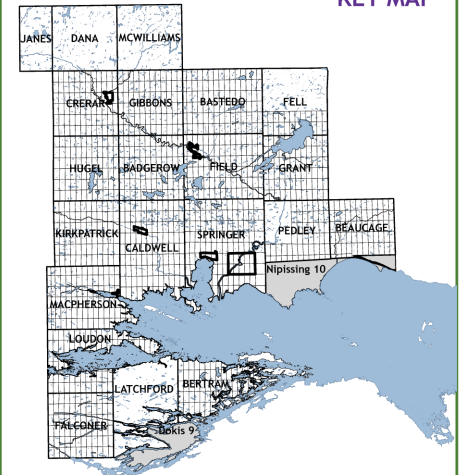 KEY MAP
JANES DANA MCWILLIAMS
CRERAR GIBBONS BASTEDO FELL
HUGEL BADGEROW FIELD GRANT
KIRKPATRICK CALDWELL SPRINGER PEDLEY BEAUCAGE
Nipissing 10
MACPHERSON
LOUDON
LATCHFORD BERTRAM
FALCONER Dokis 9